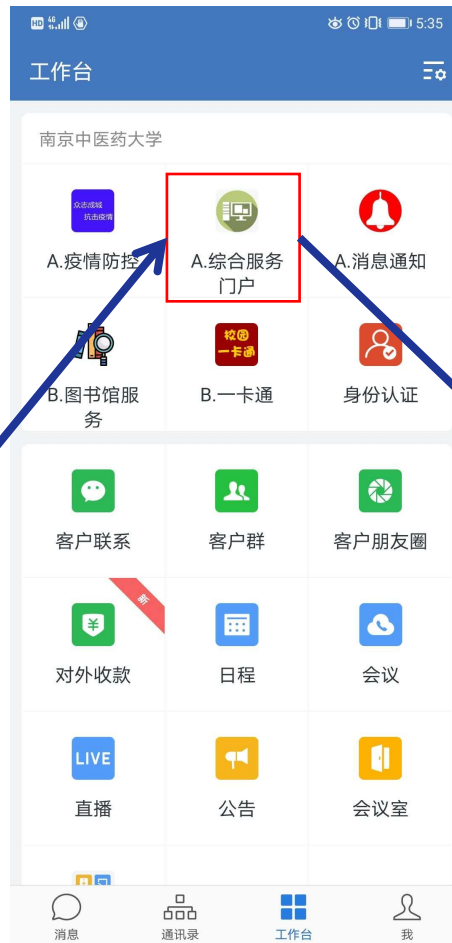 HD 46 5:35
工作台
南京中医药大学
众志成城
抗击疫情
A.疫情防控
A.综合服务
门户
A.消息通知
校园
一卡通
B.图书馆服
务
B.一卡通
身份认证
客户联系
客户群
客户朋友圈
新
对外收款
日程
会议
LIVE
直播
公告
会议室
消息
通讯录
工作台
我